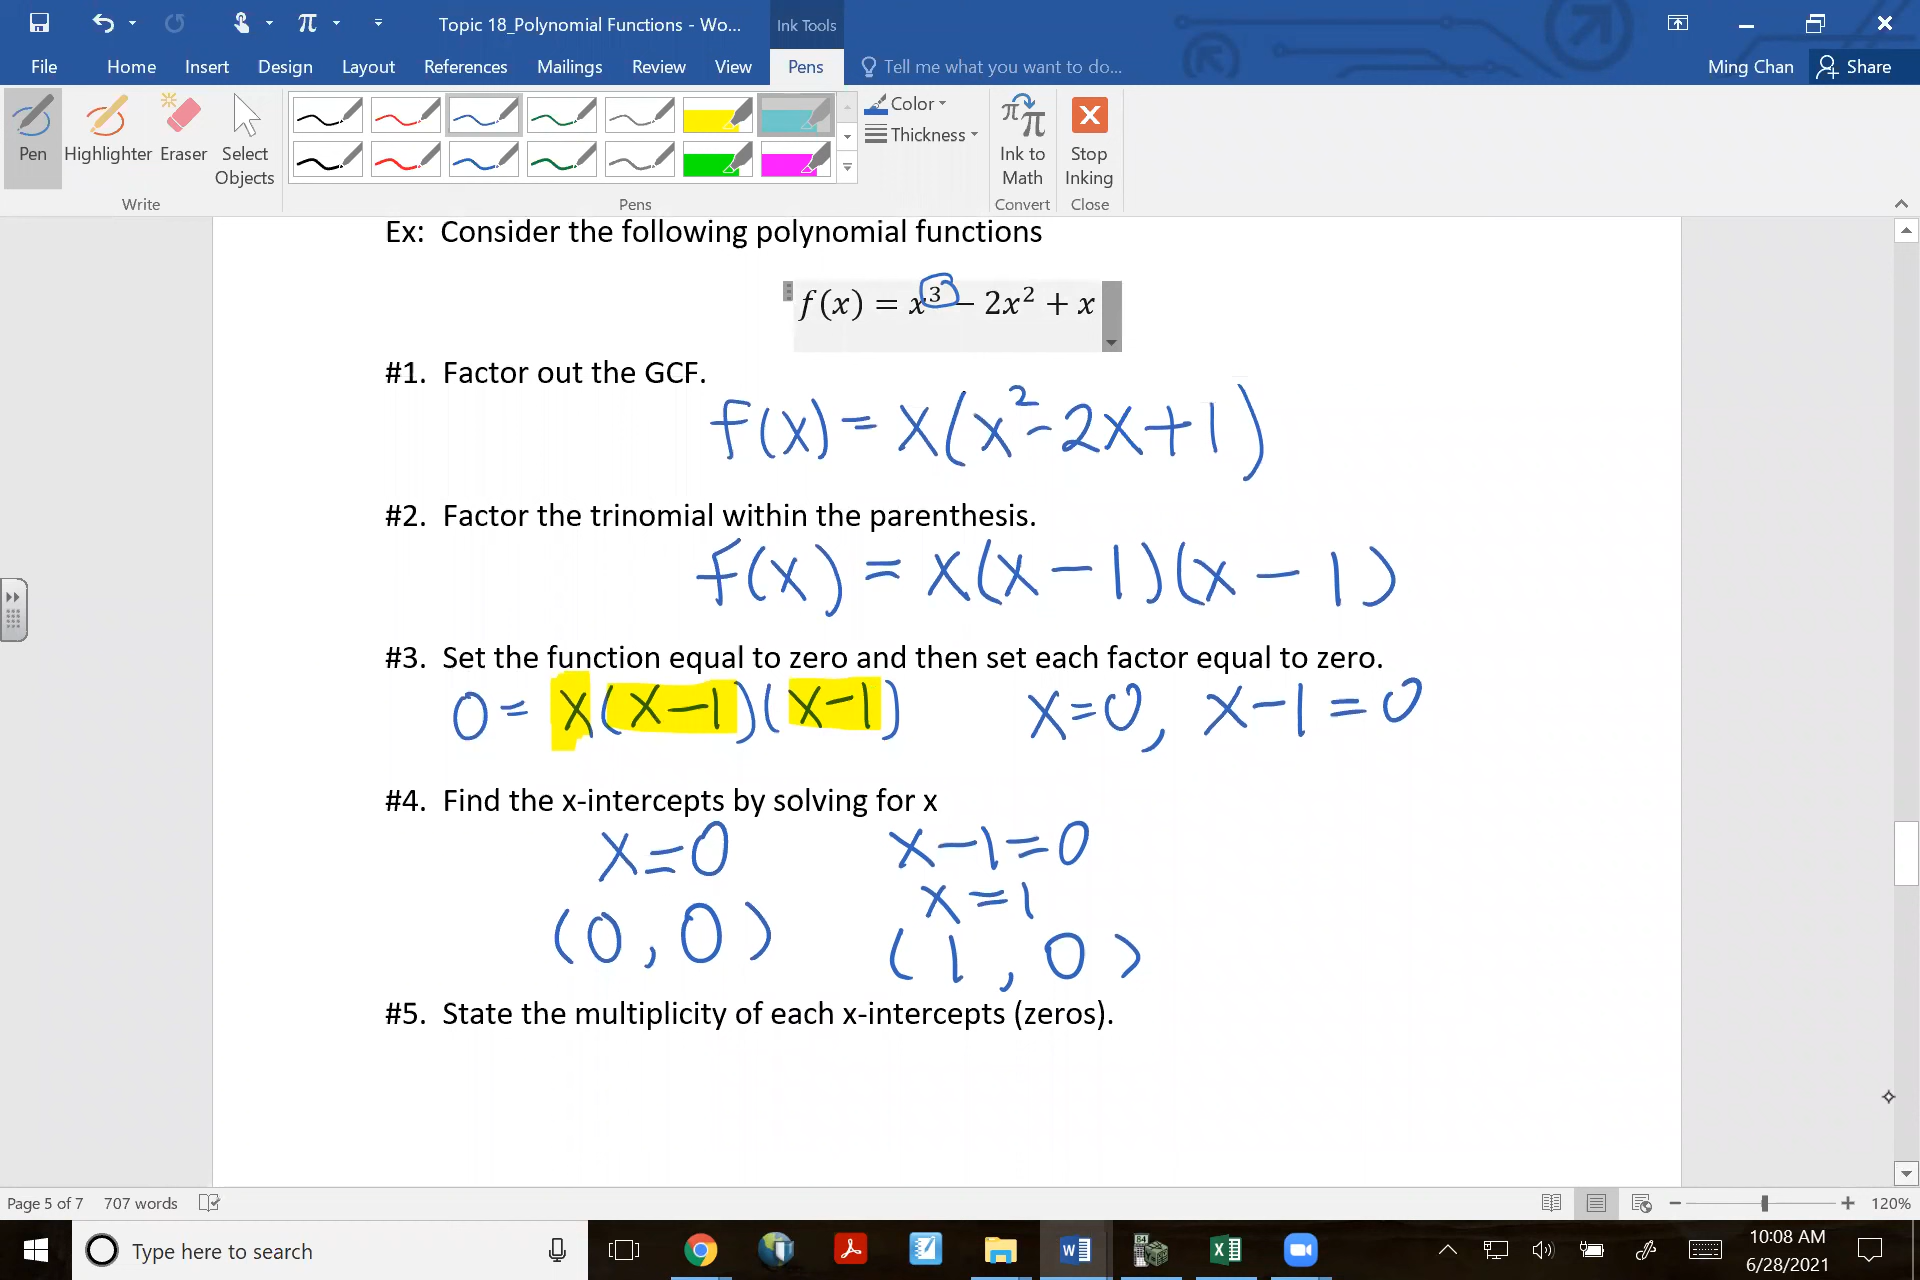 Topic 18_Polynomial Functions - Wo...
Ink Tools
File Home Insert Design Layout References Mailings Review View Pens Tell me what you want to do... Ming Chan Share
Pen Highlighter Eraser Select Objects
Color
Thickness
Ink to Math
Stop Inking
Write Pens Convert Close
Ex: Consider the following polynomial functions
f(x) = x³ − 2x² + x
#1. Factor out the GCF.
f(x) = x(x²-2x+1)
#2. Factor the trinomial within the parenthesis.
f(x) = x(x-1)(x-1)
#3. Set the function equal to zero and then set each factor equal to zero.
0 = x(x-1)(x-1) x=0, x-1=0
#4. Find the x-intercepts by solving for x
x=0 x-1=0
x=1
(0,0) (1,0)
#5. State the multiplicity of each x-intercepts (zeros).
Page 5 of 7 707 words 120%
Type here to search
10:08 AM
6/28/2021